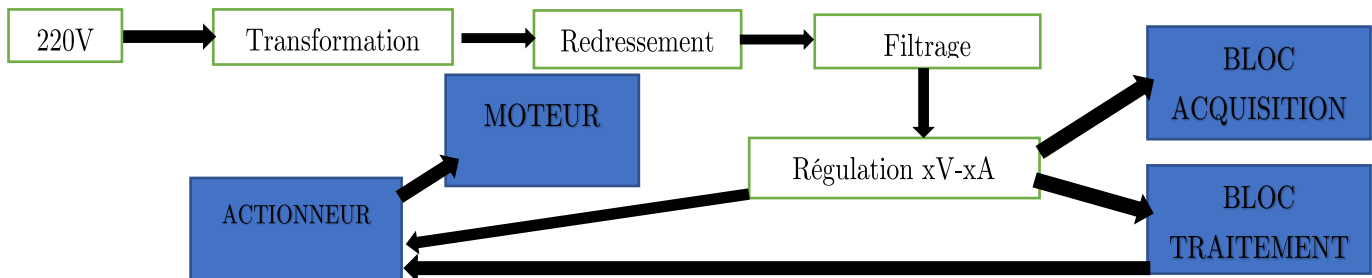 220V
Transformation
Redressement
Filtrage
BLOC
ACQUISITION
MOTEUR
Régulation xV-xA
ACTIONNEUR
BLOC
TRAITEMENT